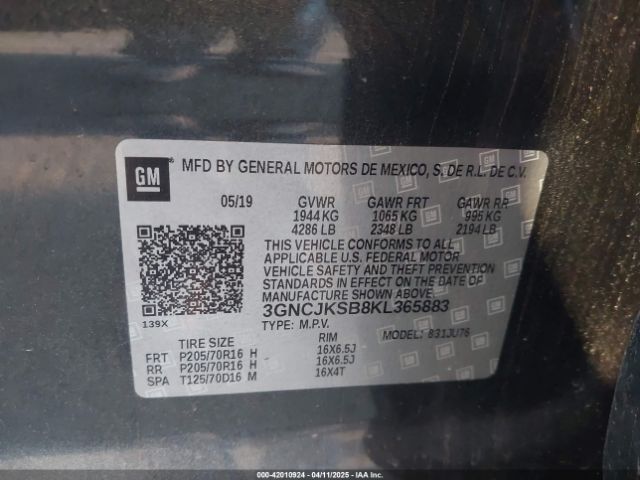 GM
MFD BY GENERAL MOTORS DE MEXICO, S. DE R.L. DE C.V.
05/19 GVWR GAWR FRT GAWR RR
1944 KG 1065 KG 995 KG
4286 LB 2348 LB 2194 LB
THIS VEHICLE CONFORMS TO ALL
APPLICABLE U.S. FEDERAL MOTOR
VEHICLE SAFETY AND THEFT PREVENTION
STANDARDS IN EFFECT ON THE DATE OF
MANUFACTURE SHOWN ABOVE.
3GNCJKSB8KL365883
139X TYPE: M.P.V. MODEL: 831JU76
TIRE SIZE RIM
FRT P205/70R16 H 16X6.5J
RR P205/70R16 H 16X6.5J
SPA T125/70D16 M 16X4T
000-42010924 - 04/11/2025 - IAAI.COM